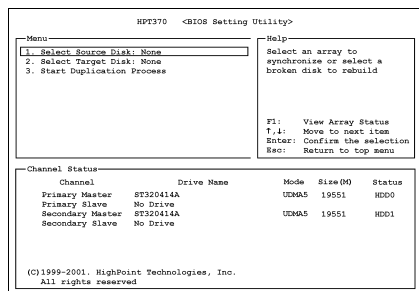 HPT370 <BIOS Setting Utility>
Menu
1. Select Source Disk: None
2. Select Target Disk: None
3. Start Duplication Process
Help
Select an array to
synchronize or select a
broken disk to rebuild
F1: View Array Status
↑,↓: Move to next item
Enter: Confirm the selection
Esc: Return to top menu
Channel Status
Channel Drive Name Mode Size(M) Status
Primary Master ST320414A UDMA5 19551 HDD0
Primary Slave No Drive
Secondary Master ST320414A UDMA5 19551 HDD1
Secondary Slave No Drive
(C)1999-2001. HighPoint Technologies, Inc.
All rights reserved